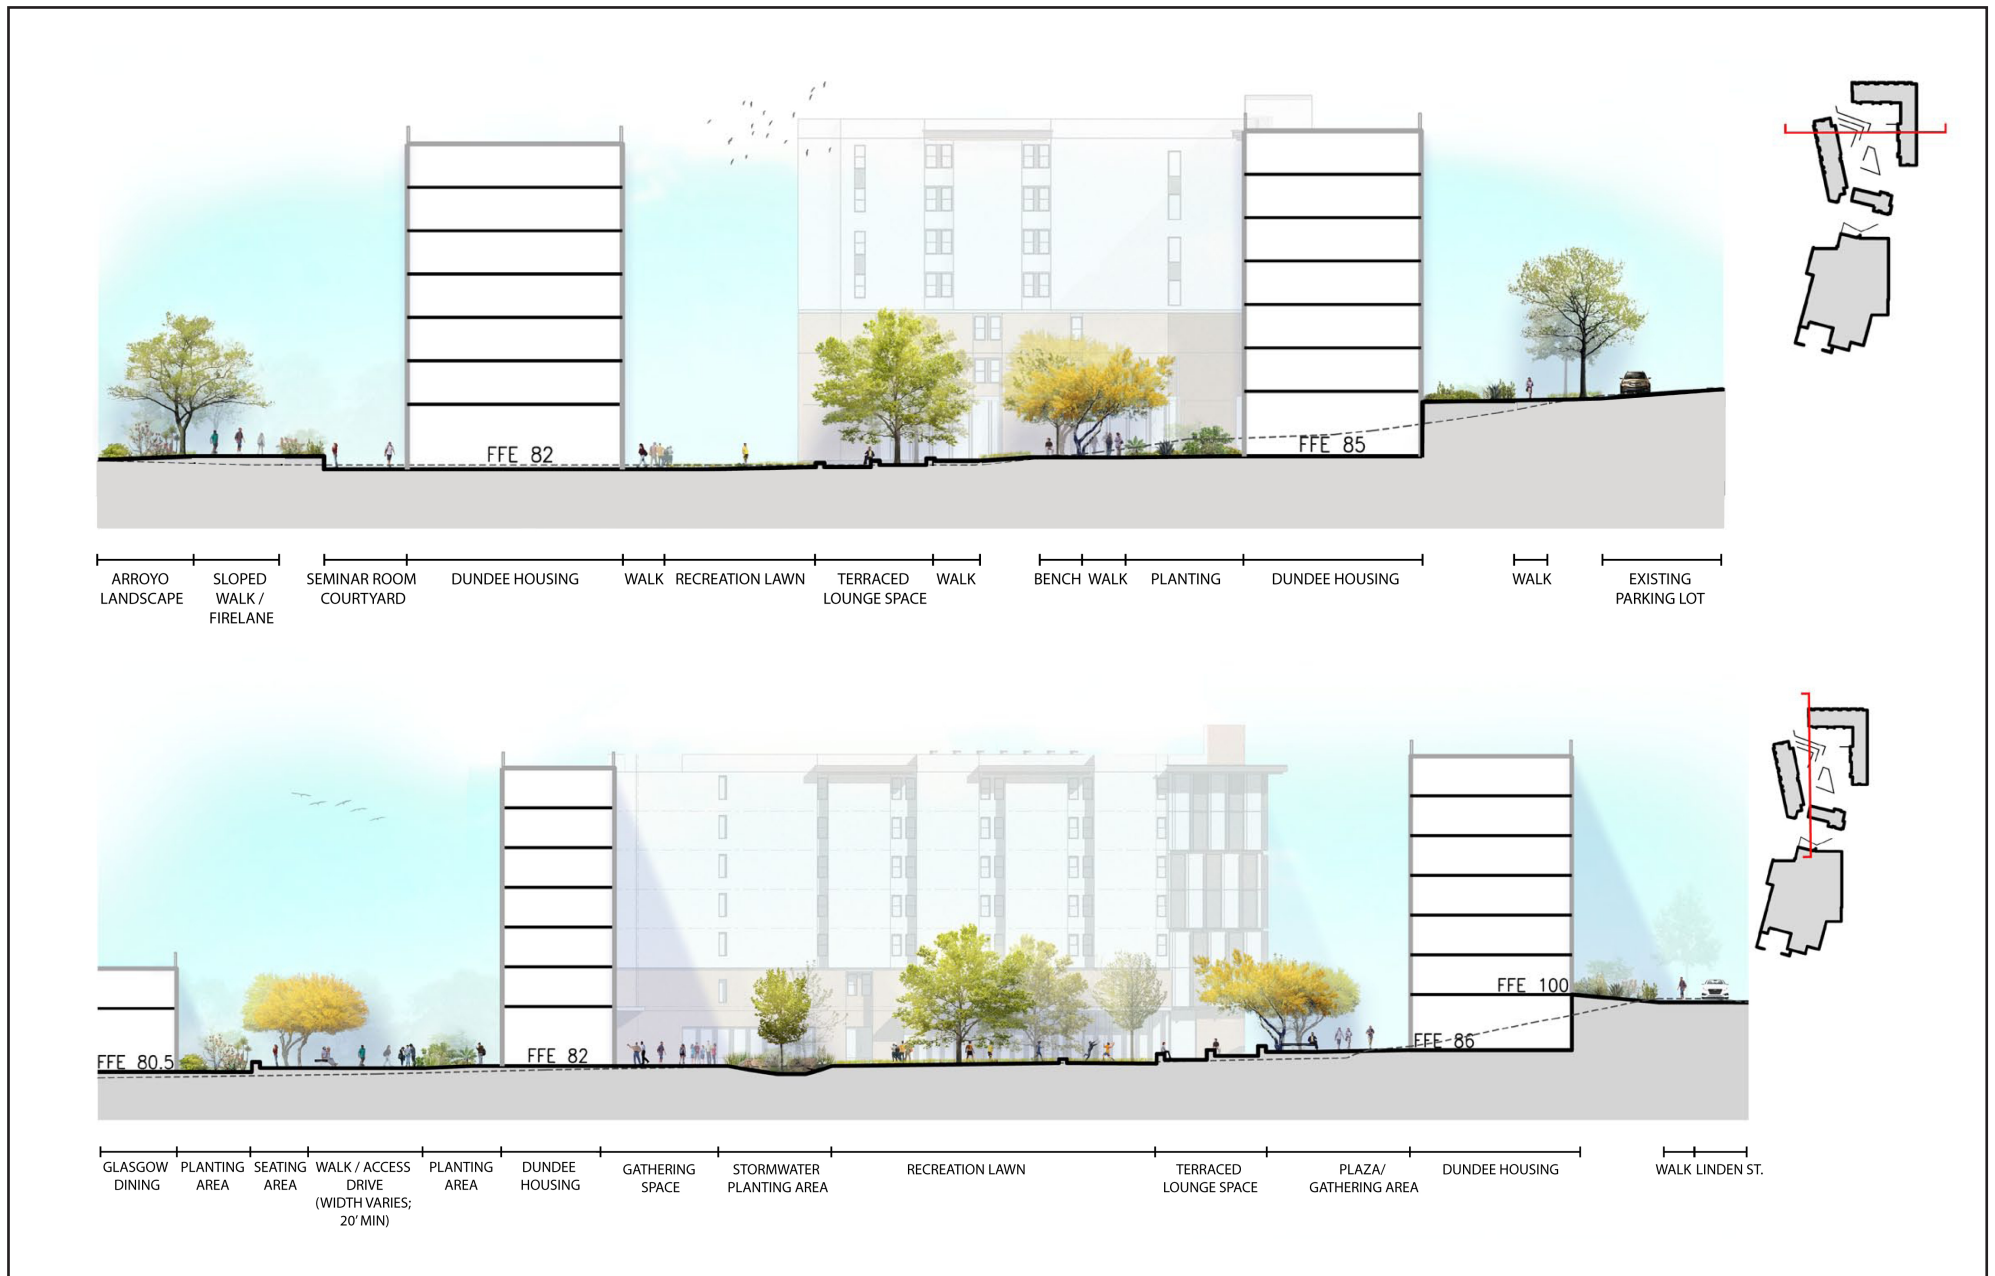 FFE 82
FFE 85
ARROYO
LANDSCAPE
SLOPED
WALK /
FIRELANE
SEMINAR ROOM
COURTYARD
DUNDEE HOUSING
WALK
RECREATION LAWN
TERRACED
LOUNGE SPACE
WALK
BENCH
WALK
PLANTING
DUNDEE HOUSING
WALK
EXISTING
PARKING LOT
FFE 80.5
FFE 82
FFE 100
FFE 86
GLASGOW
DINING
PLANTING
AREA
SEATING
AREA
WALK / ACCESS
DRIVE
(WIDTH VARIES;
20' MIN)
PLANTING
AREA
DUNDEE
HOUSING
GATHERING
SPACE
STORMWATER
PLANTING AREA
RECREATION LAWN
TERRACED
LOUNGE SPACE
PLAZA/
GATHERING AREA
DUNDEE HOUSING
WALK
LINDEN ST.